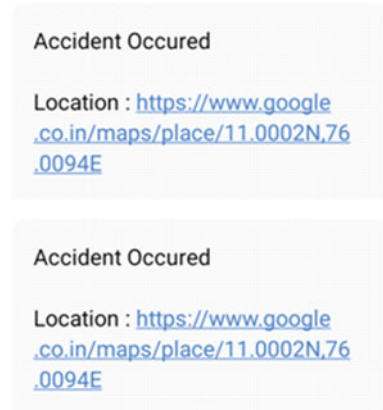 Accident Occured
Location : https://www.google
.co.in/maps/place/11.0002N,76
.0094E
Accident Occured
Location : https://www.google
.co.in/maps/place/11.0002N,76
.0094E